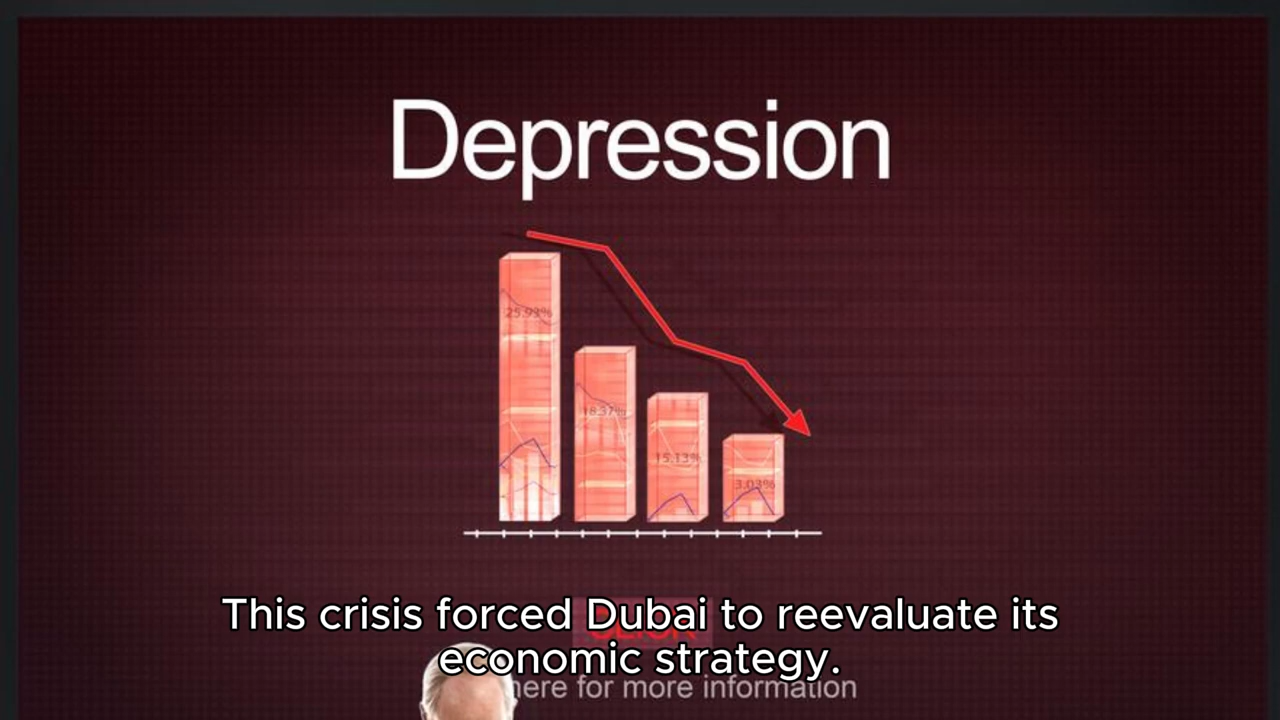 Depression
25.93%
18.37%
15.13%
3.03%
This crisis forced Dubai to reevaluate its
economic strategy.
here for more information